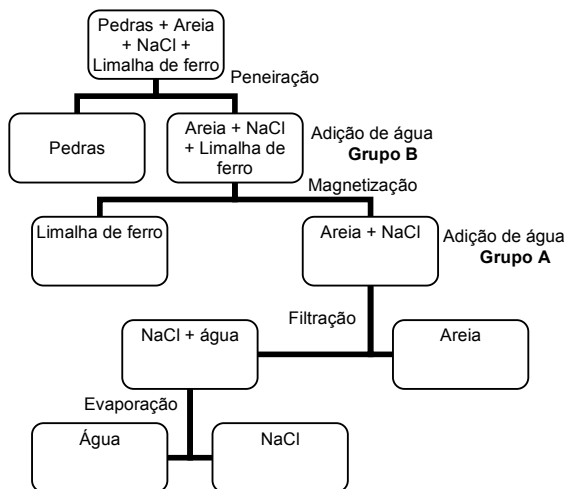 Pedras + Areia
+ NaCl +
Limalha de ferro
Peneiração
Pedras
Areia + NaCl
+ Limalha de
ferro
Adição de água
Grupo B
Magnetização
Limalha de ferro
Areia + NaCl
Adição de água
Grupo A
Filtração
NaCl + água
Areia
Evaporação
Água
NaCl